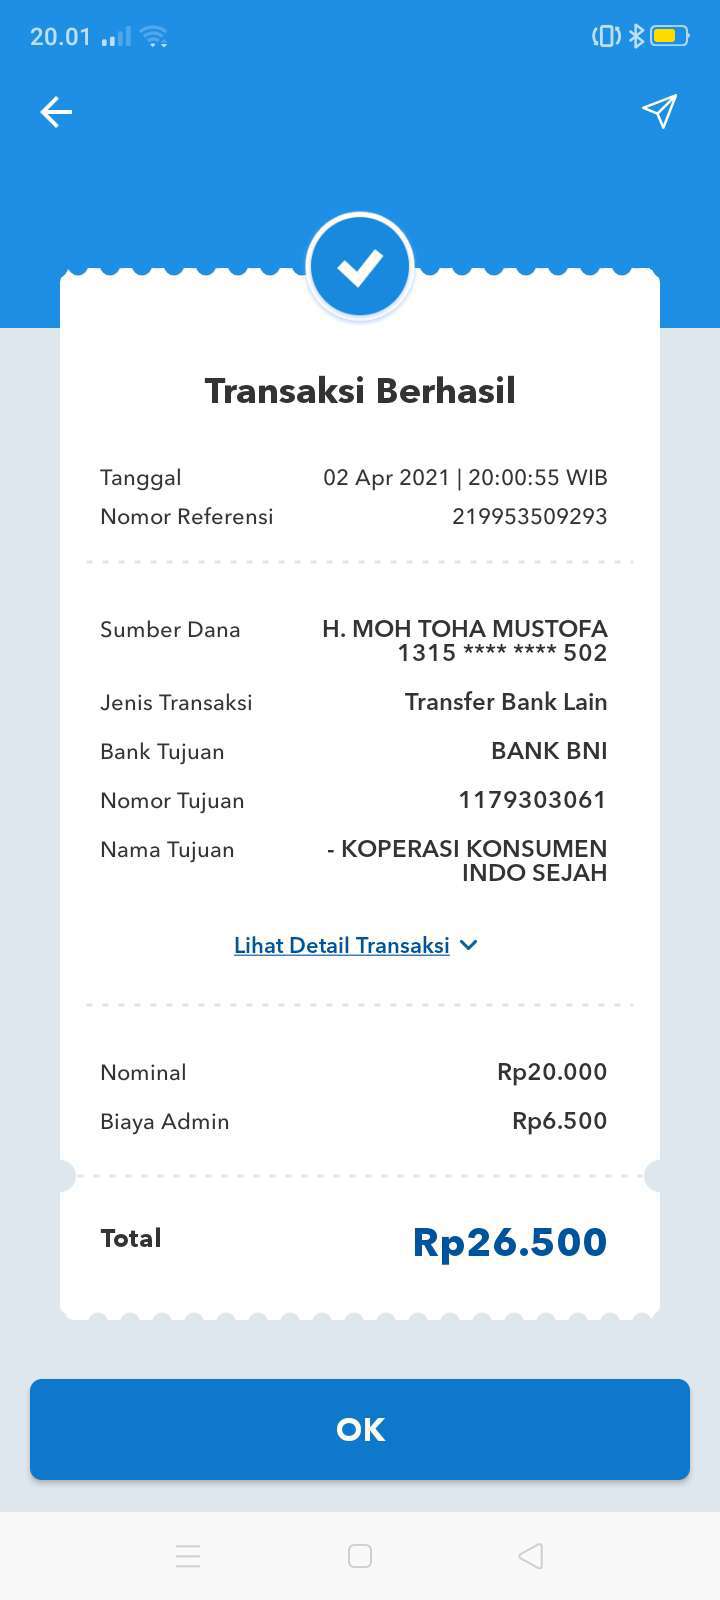 20.01
Transaksi Berhasil
Tanggal 02 Apr 2021 | 20:00:55 WIB
Nomor Referensi 219953509293
Sumber Dana H. MOH TOHA MUSTOFA
1315 **** **** 502
Jenis Transaksi Transfer Bank Lain
Bank Tujuan BANK BNI
Nomor Tujuan 1179303061
Nama Tujuan - KOPERASI KONSUMEN
INDO SEJAH
Lihat Detail Transaksi
Nominal Rp20.000
Biaya Admin Rp6.500
Total Rp26.500
OK